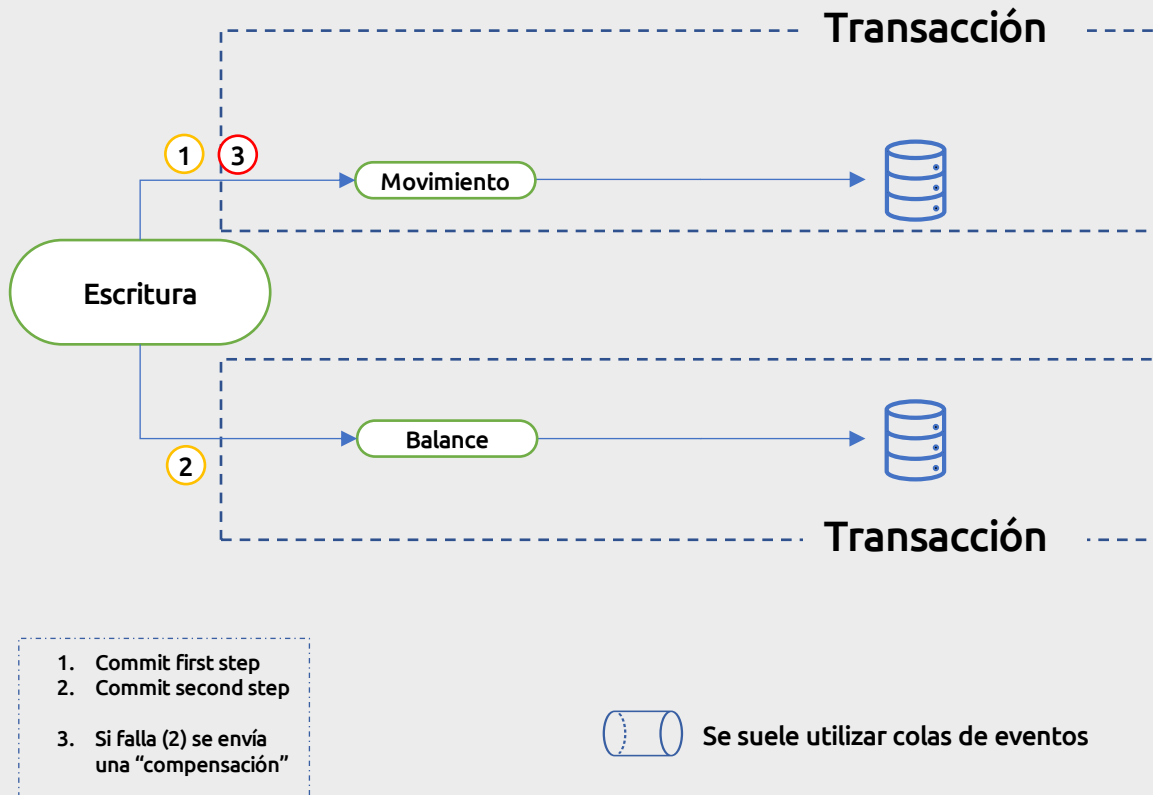 Transacción
1
3
Movimiento
Escritura
Balance
2
Transacción
1. Commit first step
2. Commit second step
3. Si falla (2) se envía
una “compensación”
Se suele utilizar colas de eventos